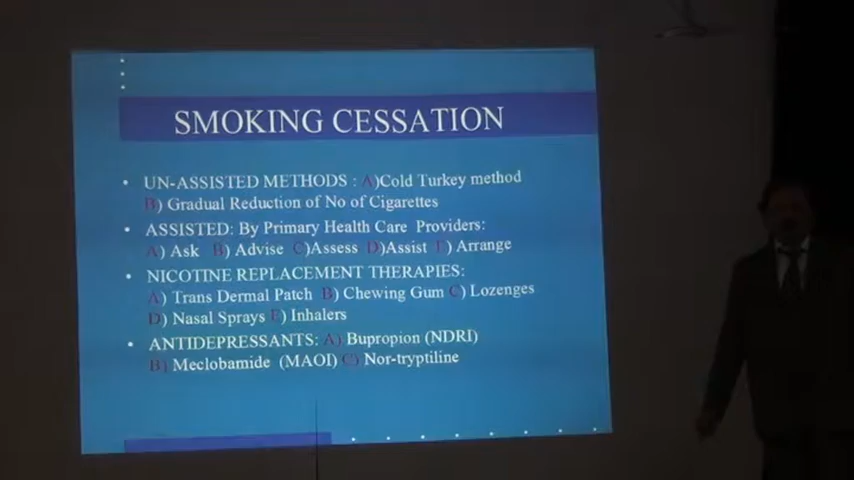 SMOKING CESSATION
• UN-ASSISTED METHODS : A)Cold Turkey method
B) Gradual Reduction of No of Cigarettes
• ASSISTED: By Primary Health Care Providers:
A) Ask B) Advise C)Assess D)Assist E) Arrange
• NICOTINE REPLACEMENT THERAPIES:
A) Trans Dermal Patch B) Chewing Gum C) Lozenges
D) Nasal Sprays E) Inhalers
• ANTIDEPRESSANTS: A) Bupropion (NDRI)
B) Meclobamide (MAOI) C) Nor-tryptiline